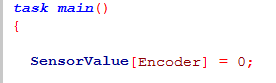 task main()
{
SensorValue[Encoder] = 0;